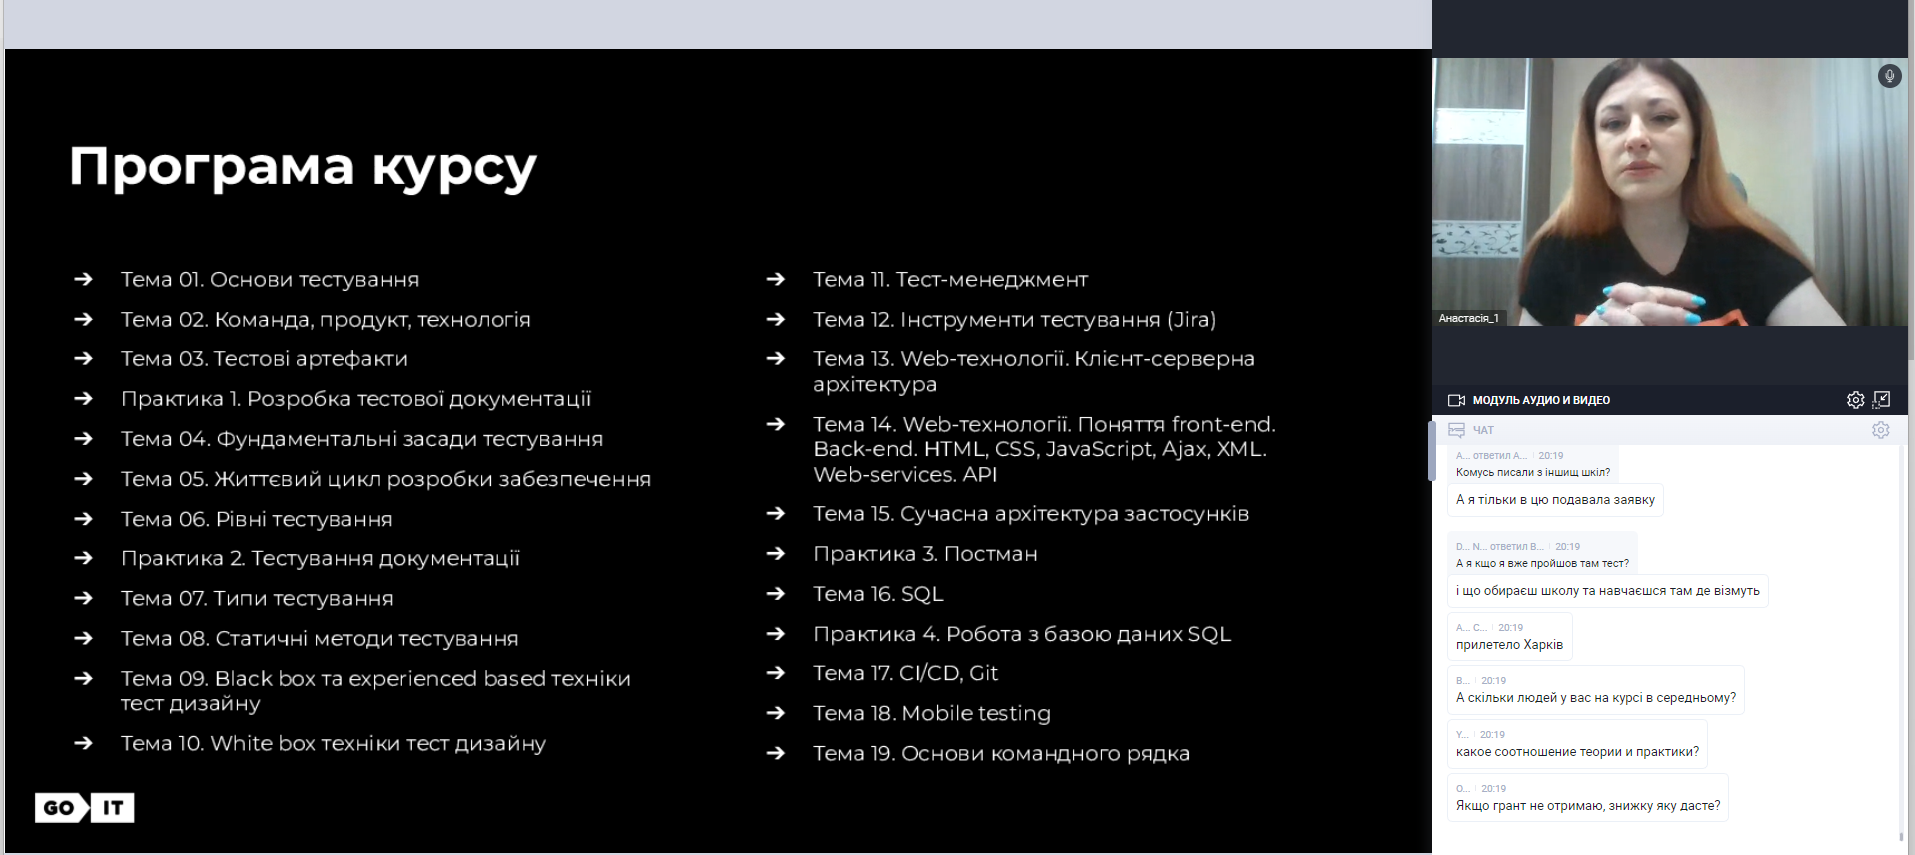 Програма курсу
Тема 01. Основи тестування
Тема 02. Команда, продукт, технологія
Тема 03. Тестові артефакти
Практика 1. Розробка тестової документації
Тема 04. Фундаментальні засади тестування
Тема 05. Життєвий цикл розробки забезпечення
Тема 06. Рівні тестування
Практика 2. Тестування документації
Тема 07. Типи тестування
Тема 08. Статичні методи тестування
Тема 09. Black box та experienced based техніки
тест дизайну
Тема 10. White box техніки тест дизайну
Тема 11. Тест-менеджмент
Тема 12. Інструменти тестування (Jira)
Тема 13. Web-технології. Клієнт-серверна
архітектура
Тема 14. Web-технології. Поняття front-end.
Back-end. HTML, CSS, JavaScript, Ajax, XML.
Web-services. API
Тема 15. Сучасна архітектура застосунків
Практика 3. Постман
Тема 16. SQL
Практика 4. Робота з базою даних SQL
Тема 17. CI/CD, Git
Тема 18. Mobile testing
Тема 19. Основи командного рядка
GO IT
Анастасія_1
МОДУЛЬ АУДИО И ВИДЕО
ЧАТ
А... ответил А... 20:19
Комусь писали з іншищ шкіл?
А я тільки в цю подавала заявку
D... N... ответил В... 20:19
А я кщо я вже пройшов там тест?
і що обираєш школу та навчаєшся там де візмуть
А... С... 20:19
прилетело Харків
В... 20:19
А скільки людей у вас на курсі в середньому?
Y... 20:19
какое соотношение теории и практики?
О... 20:19
Якщо грант не отримаю, знижку яку дасте?